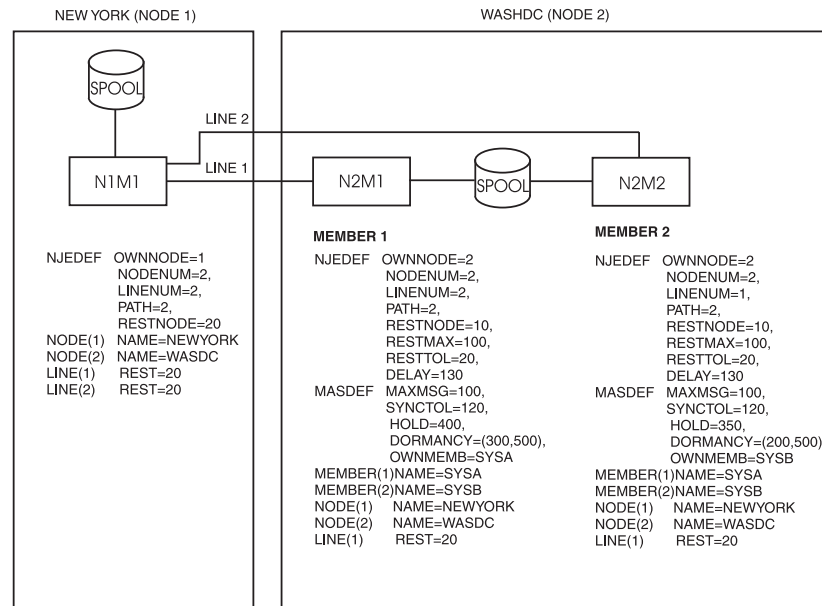 NEW YORK (NODE 1)
WASHDC (NODE 2)
SPOOL
LINE 2
LINE 1
N1M1
N2M1
SPOOL
N2M2
NJEDEF OWNNODE=1
NODENUM=2,
LINENUM=2,
PATH=2,
RESTNODE=20
NODE(1) NAME=NEWYORK
NODE(2) NAME=WASDC
LINE(1) REST=20
LINE(2) REST=20
MEMBER 1
NJEDEF OWNNODE=2
NODENUM=2,
LINENUM=2,
PATH=2,
RESTNODE=10,
RESTMAX=100,
RESTTOL=20,
DELAY=130
MASDEF MAXMSG=100,
SYNCTOL=120,
HOLD=400,
DORMANCY=(300,500),
OWNMEMB=SYSA
MEMBER(1)NAME=SYSA
MEMBER(2)NAME=SYSB
NODE(1) NAME=NEWYORK
NODE(2) NAME=WASDC
LINE(1) REST=20
MEMBER 2
NJEDEF OWNNODE=2
NODENUM=2,
LINENUM=1,
PATH=2,
RESTNODE=10,
RESTMAX=100,
RESTTOL=20,
DELAY=130
MASDEF MAXMSG=100,
SYNCTOL=120,
HOLD=350,
DORMANCY=(200,500)
OWNMEMB=SYSB
MEMBER(1)NAME=SYSA
MEMBER(2)NAME=SYSB
NODE(1) NAME=NEWYORK
NODE(2) NAME=WASDC
LINE(1) REST=20